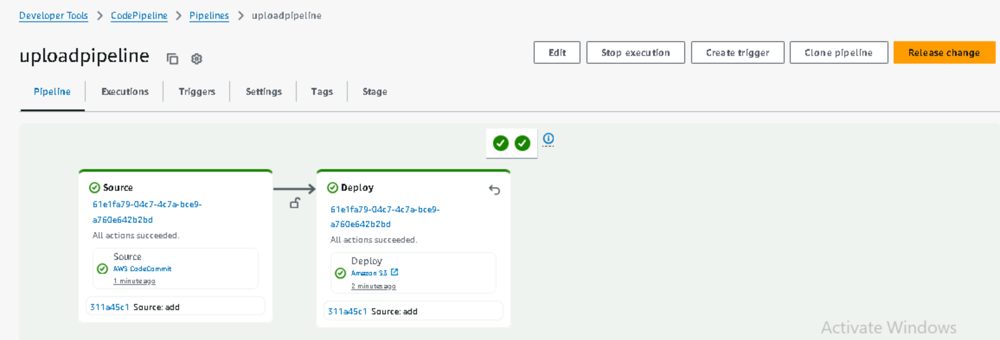 Developer Tools > CodePipeline > Pipelines > uploadpipeline
uploadpipeline
Edit
Stop execution
Create trigger
Clone pipeline
Release change
Pipeline
Executions
Triggers
Settings
Tags
Stage
Source
61e1fa79-04c7-4c7a-bce9-
a760e642b2bd
All actions succeeded.
Source
AWS CodeCommit
1 minute ago
311a45c1 Source: add
Deploy
61e1fa79-04c7-4c7a-bce9-
a760e642b2bd
All actions succeeded.
Deploy
Amazon S3
2 minutes ago
311a45c1 Source: add
Activate Windows